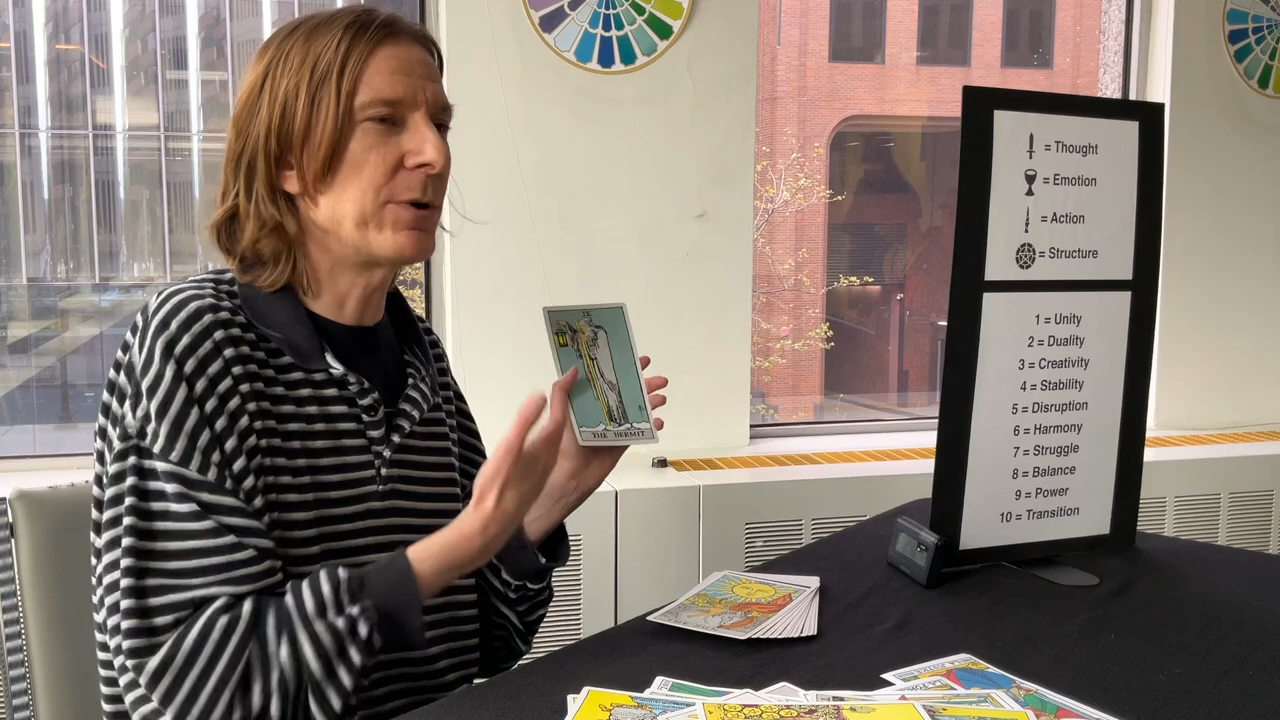 IX
THE HERMIT
= Thought
= Emotion
= Action
= Structure
1 = Unity
2 = Duality
3 = Creativity
4 = Stability
5 = Disruption
6 = Harmony
7 = Struggle
8 = Balance
9 = Power
10 = Transition